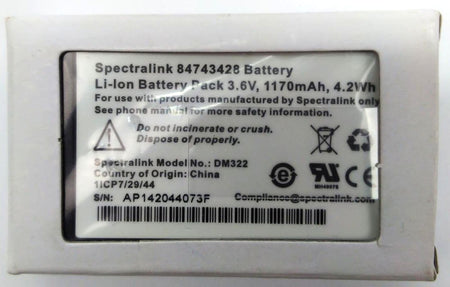 Spectralink 84743428 Battery
Li-Ion Battery Pack 3.6V, 1170mAh, 4.2Wh
For use with products manufactured by Spectralink only
See phone manual for more safety information.
Do not incinerate or crush.
Dispose of properly.
Spectralink Model No.: DM322
Country of Origin: China
1ICP7/29/44
S/N: AP142044073F
Compliance@spectralink.com